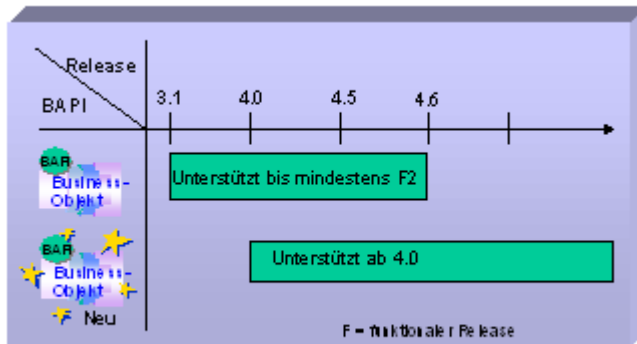 Release
BAPI
3.1 4.0 4.5 4.6
BAPI
Business-
Objekt
Unterstützt bis mindestens F2
BAPI
Business-
Objekt
Neu
Unterstützt ab 4.0
F = funktionaler Release